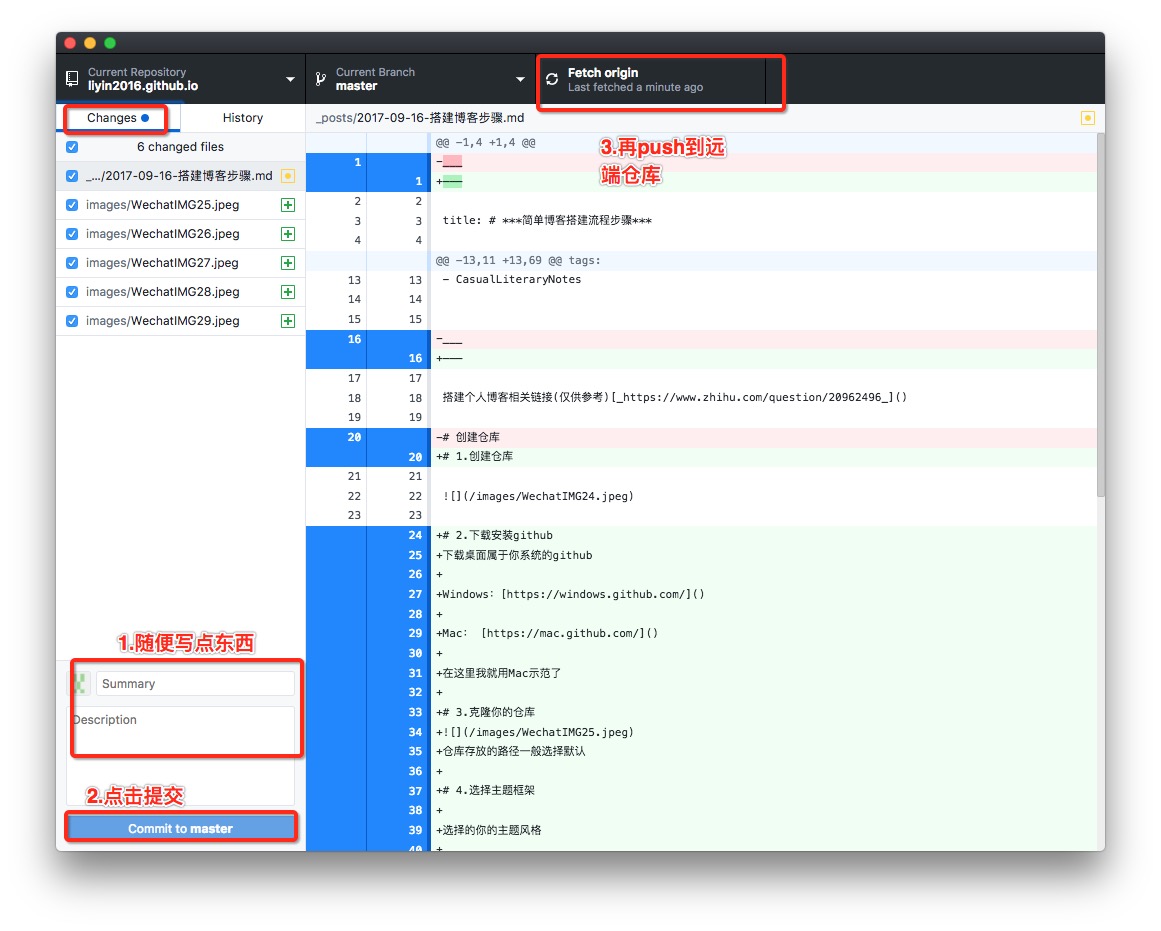 Current Repository
liyin2016.github.io
Current Branch
master
Fetch origin
Last fetched a minute ago
Changes
History
_posts/2017-09-16-搭建博客步骤.md
6 changed files
_.../2017-09-16-搭建博客步骤.md
images/WechatIMG25.jpeg
images/WechatIMG26.jpeg
images/WechatIMG27.jpeg
images/WechatIMG28.jpeg
images/WechatIMG29.jpeg
1.随便写点东西
Summary
Description
2.点击提交
Commit to master
3.再push到远
端仓库
@@ -1,4 +1,4 @@
1 -___
1 +———
2 2
3 3 title: # ***简单博客搭建流程步骤***
4 4
@@ -13,11 +13,69 @@ tags:
13 13 - CasualLiteraryNotes
14 14
15 15
16 -___
16 +———
17 17
18 18 搭建个人博客相关链接(仅供参考)[_https://www.zhihu.com/question/20962496_]()
19 19
20 -# 创建仓库
20 +# 1.创建仓库
21 21
22 22 ![](/images/WechatIMG24.jpeg)
23 23
24 +# 2.下载安装github
25 +下载桌面属于你系统的github
26 +
27 +Windows：[https://windows.github.com/]()
28 +
29 +Mac： [https://mac.github.com/]()
30 +
31 +在这里我就用Mac示范了
32 +
33 +# 3.克隆你的仓库
34 +![](/images/WechatIMG25.jpeg)
35 +仓库存放的路径一般选择默认
36 +
37 +# 4.选择主题框架
38 +
39 +选择的你的主题风格
40 +